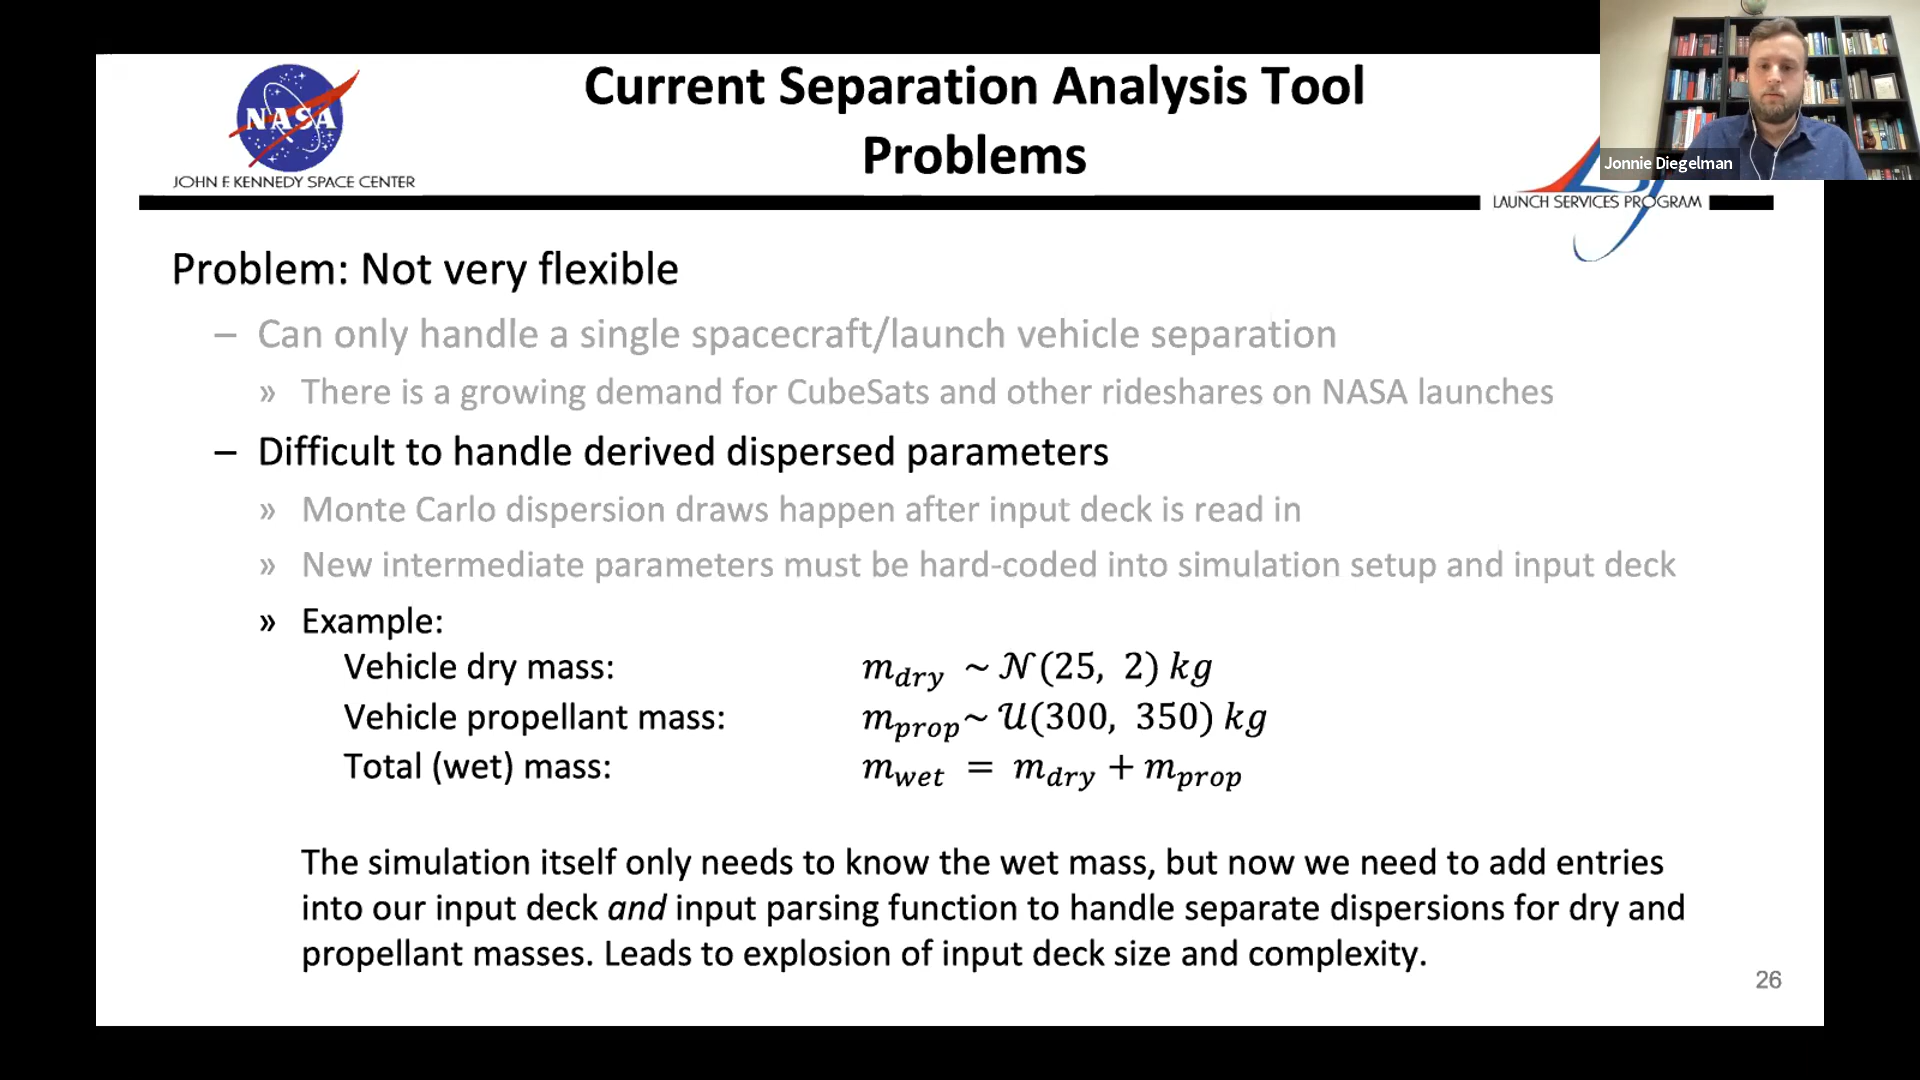 Current Separation Analysis Tool
Problems
NASA
JOHN F. KENNEDY SPACE CENTER
Jonnie Diegelman
LAUNCH SERVICES PROGRAM
Problem: Not very flexible
– Can only handle a single spacecraft/launch vehicle separation
» There is a growing demand for CubeSats and other rideshares on NASA launches
– Difficult to handle derived dispersed parameters
» Monte Carlo dispersion draws happen after input deck is read in
» New intermediate parameters must be hard-coded into simulation setup and input deck
» Example:
Vehicle dry mass: m_dry ~ 𝒩(25, 2) kg
Vehicle propellant mass: m_prop ~ 𝒰(300, 350) kg
Total (wet) mass: m_wet = m_dry + m_prop
The simulation itself only needs to know the wet mass, but now we need to add entries
into our input deck and input parsing function to handle separate dispersions for dry and
propellant masses. Leads to explosion of input deck size and complexity.
26